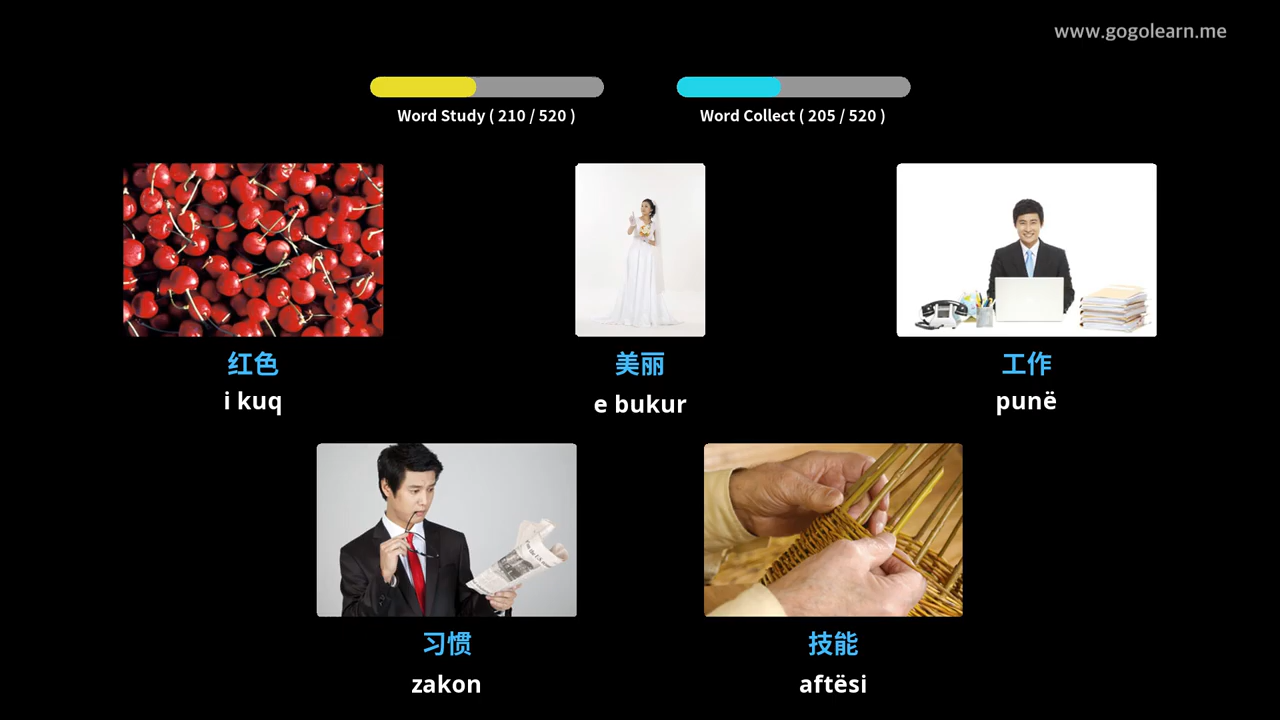 www.gogolearn.me
Word Study ( 210 / 520 )
Word Collect ( 205 / 520 )
红色
美丽
工作
i kuq
e bukur
punë
习惯
技能
zakon
aftësi